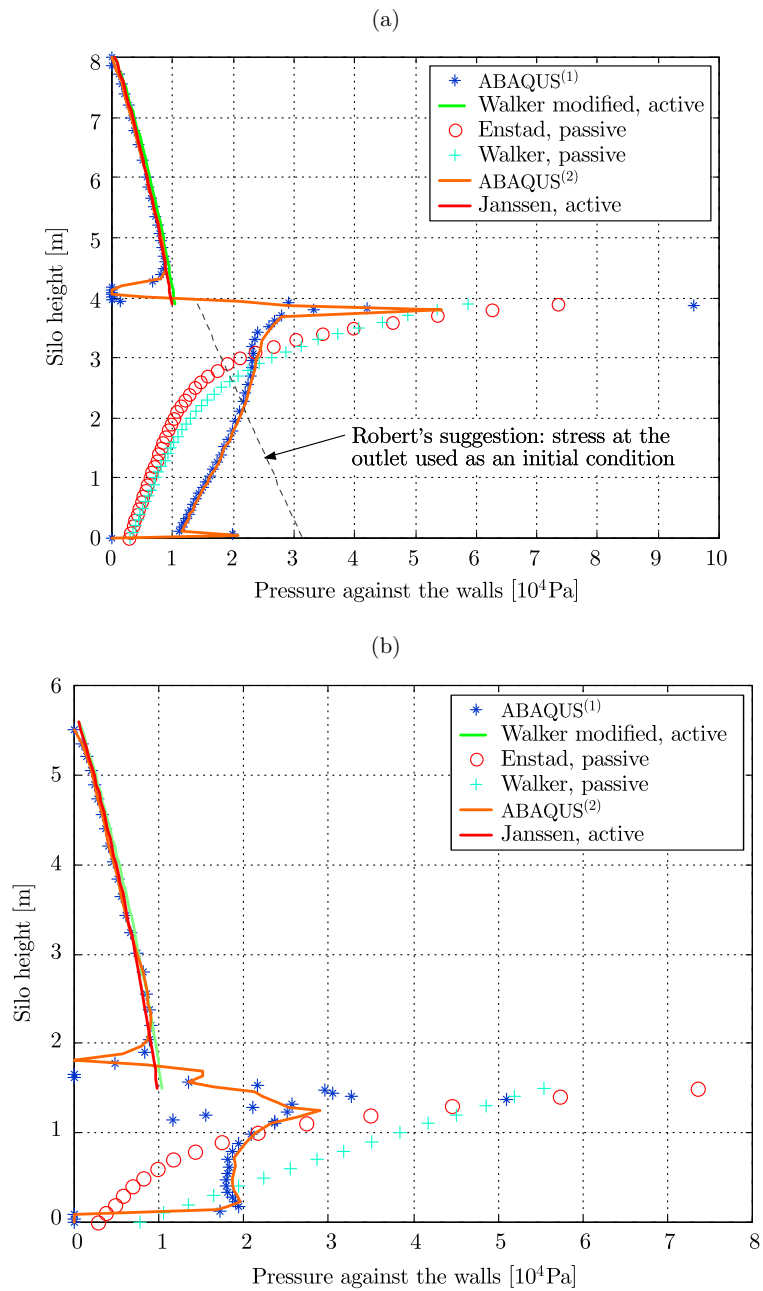 (a)
8
7
6
5
4
3
2
1
0
Silo height [m]
ABAQUS(1)
Walker modified, active
Enstad, passive
Walker, passive
ABAQUS(2)
Janssen, active
Robert's suggestion: stress at the
outlet used as an initial condition
0 1 2 3 4 5 6 7 8 9 10
Pressure against the walls [10⁴Pa]
(b)
6
5
4
3
2
1
0
Silo height [m]
ABAQUS(1)
Walker modified, active
Enstad, passive
Walker, passive
ABAQUS(2)
Janssen, active
0 1 2 3 4 5 6 7 8
Pressure against the walls [10⁴Pa]